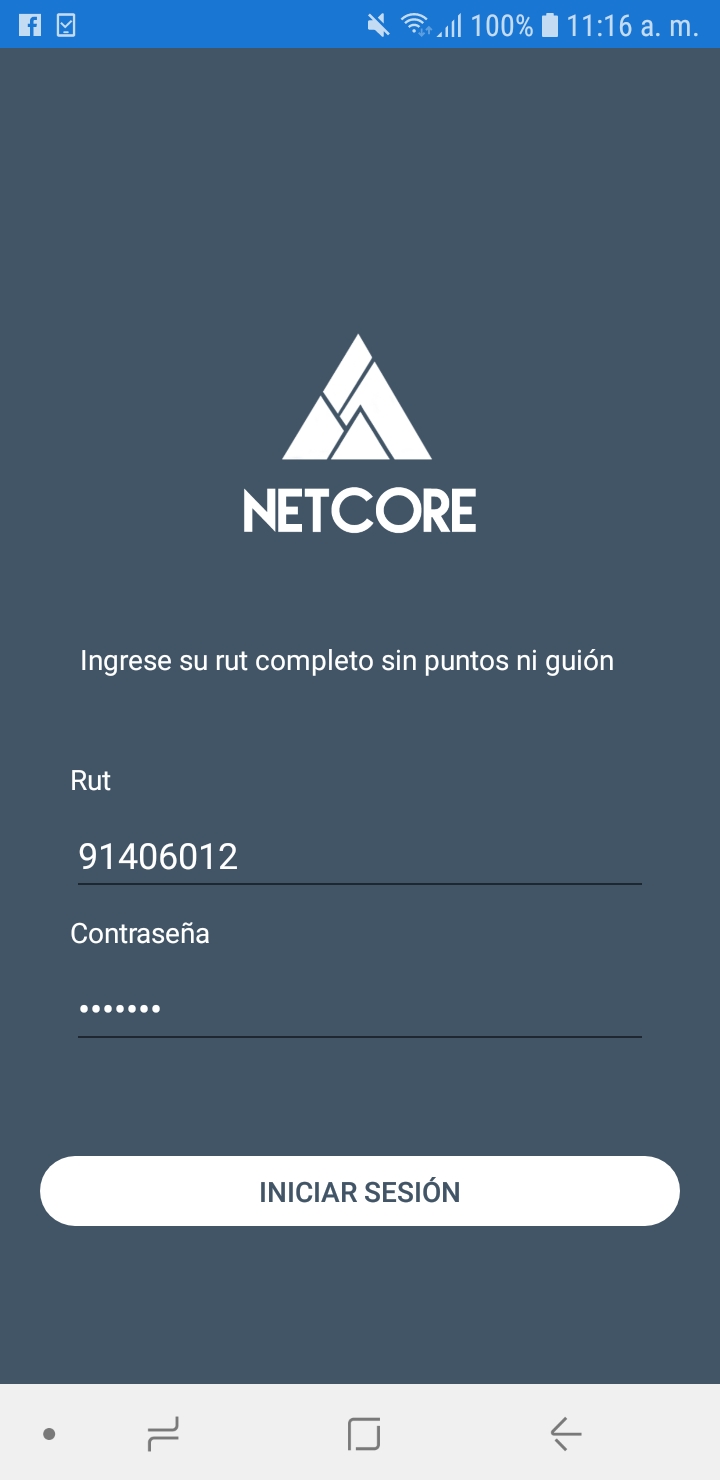 100% 11:16 a. m.
NETCORE
Ingrese su rut completo sin puntos ni guión
Rut
91406012
Contraseña
•••••••
INICIAR SESIÓN